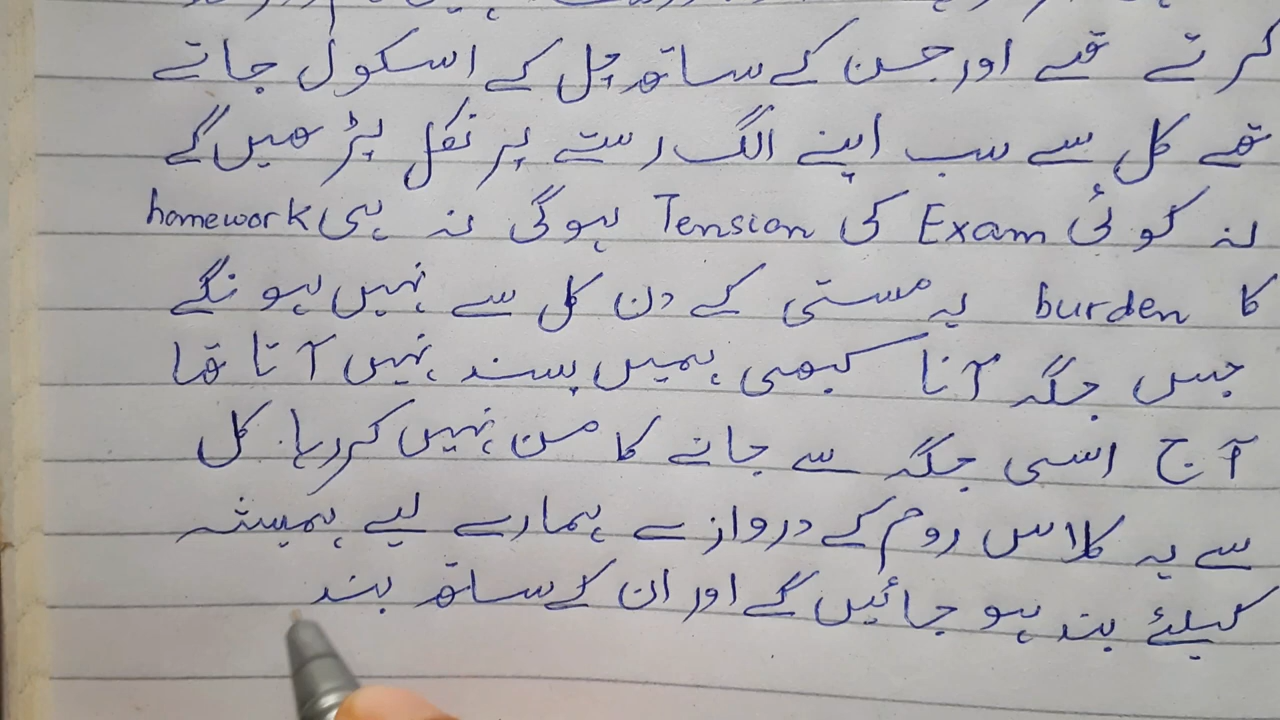 کرتے تھے اور جن کے ساتھ چل کے اسکول جاتے
تھے کل سے سب اپنے الگ رستے پر نکل پڑھیں گے
نہ کوئی Exam کی Tension ہوگی نہ ہی homework
کا burden یہ مستی کے دن کل سے نہیں ہونگے
جس جگہ آنا کبھی ہمیں پسند نہیں آتا تھا
آج اسی جگہ سے جانے کا من نہیں کررہا۔ کل
سے یہ کلاس روم کے دروازے ہمارے لیے ہمیشہ
کیلئے بند ہو جائیں گے اور ان کے ساتھ بند